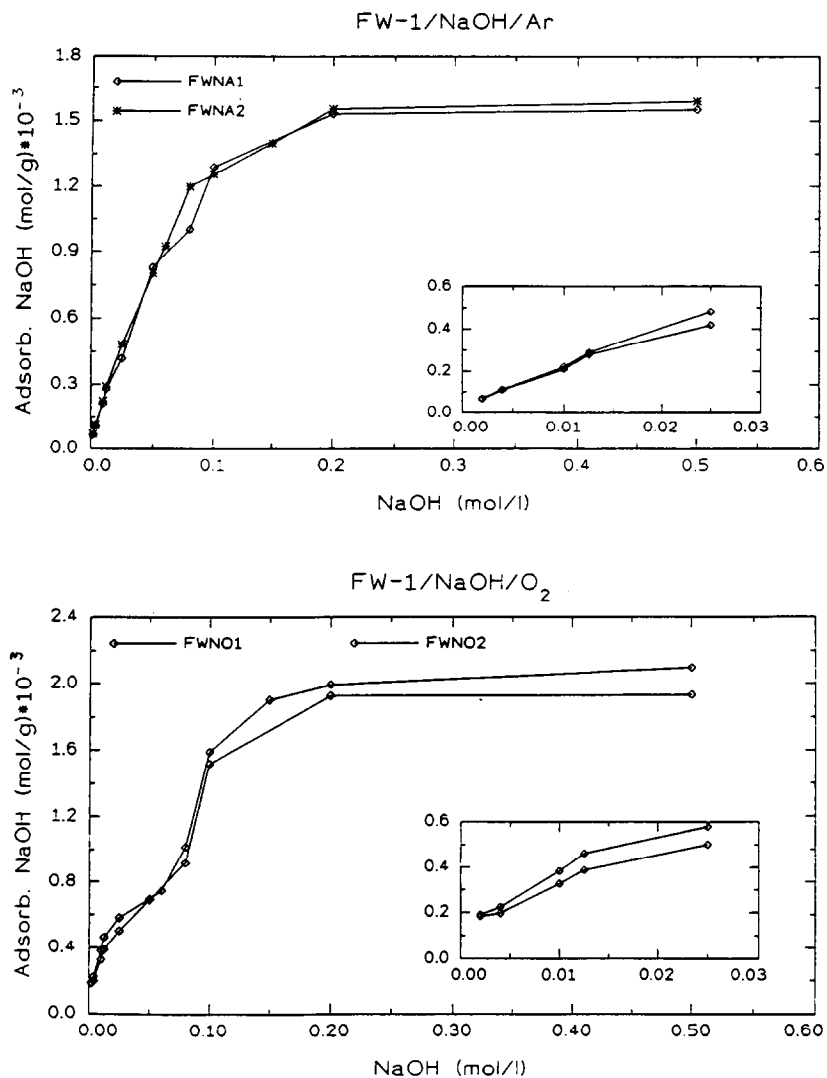 FW-1/NaOH/Ar
Adsorb. NaOH (mol/g)*10⁻³
1.8
1.5
1.2
0.9
0.6
0.3
0.0
FWNA1
FWNA2
0.6
0.4
0.2
0.0
0.00 0.01 0.02 0.03
0.0 0.1 0.2 0.3 0.4 0.5 0.6
NaOH (mol/l)
FW-1/NaOH/O₂
Adsorb. NaOH (mol/g)*10⁻³
2.4
2.0
1.6
1.2
0.8
0.4
0.0
FWNO1 FWNO2
0.6
0.4
0.2
0.0
0.00 0.01 0.02 0.03
0.00 0.10 0.20 0.30 0.40 0.50 0.60
NaOH (mol/l)